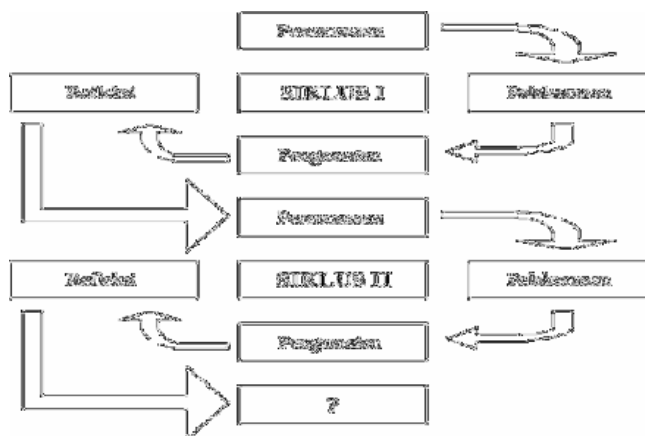 Perencanaan
Refleksi
SIKLUS I
Pelaksanaan
Pengamatan
Perencanaan
Refleksi
SIKLUS II
Pelaksanaan
Pengamatan
?